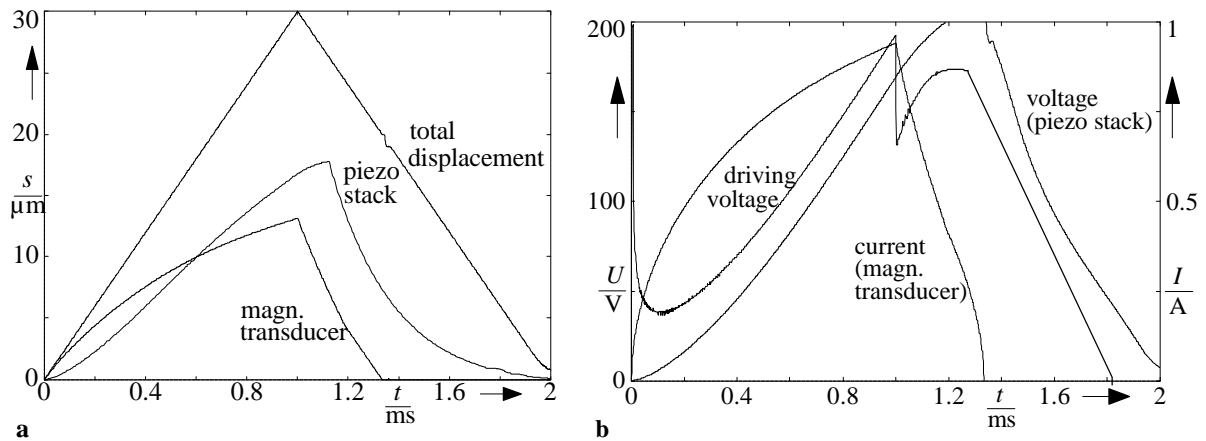 30
20
s
μm
10
0
0 0.4 0.8 1.2 1.6 2
t
ms
total
displacement
piezo
stack
magn.
transducer
a
200
100
U
V
0
1
0.5
I
A
0 0.4 0.8 1.2 1.6 2
t
ms
voltage
(piezo stack)
driving
voltage
current
(magn.
transducer)
b